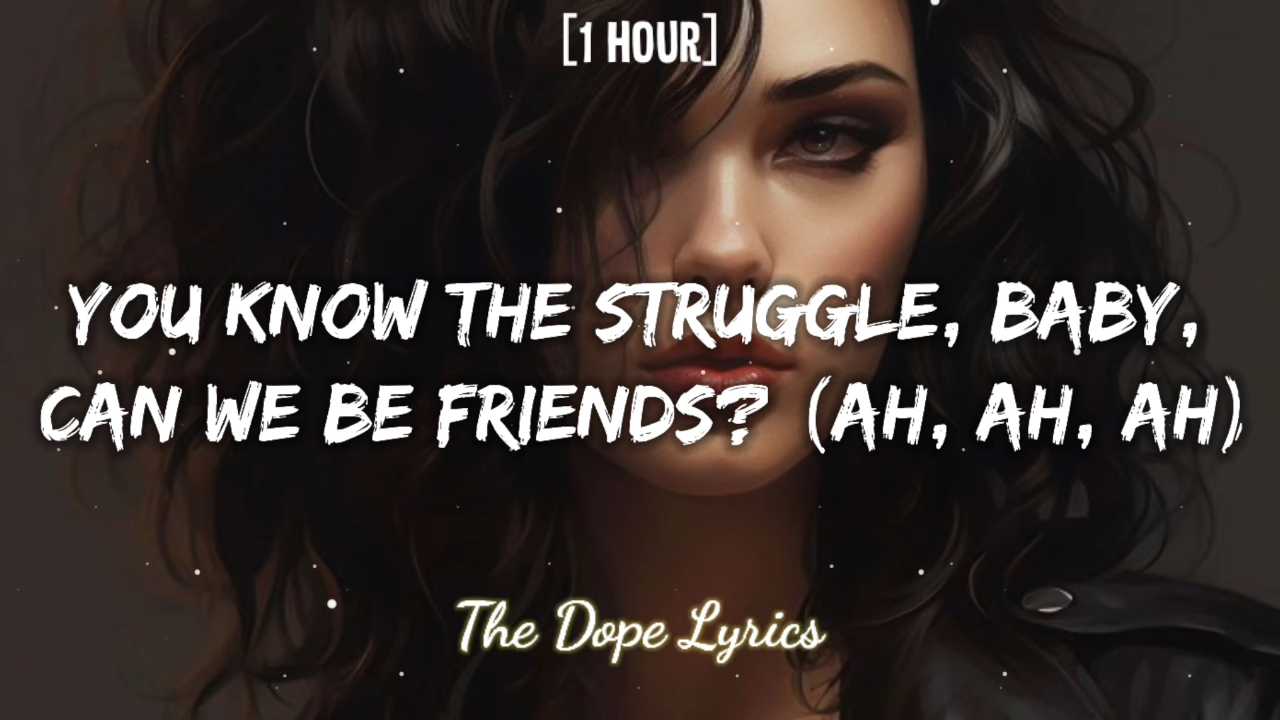 [1 HOUR]
YOU KNOW THE STRUGGLE, BABY,
CAN WE BE FRIENDS? (AH, AH, AH)
The Dope Lyrics